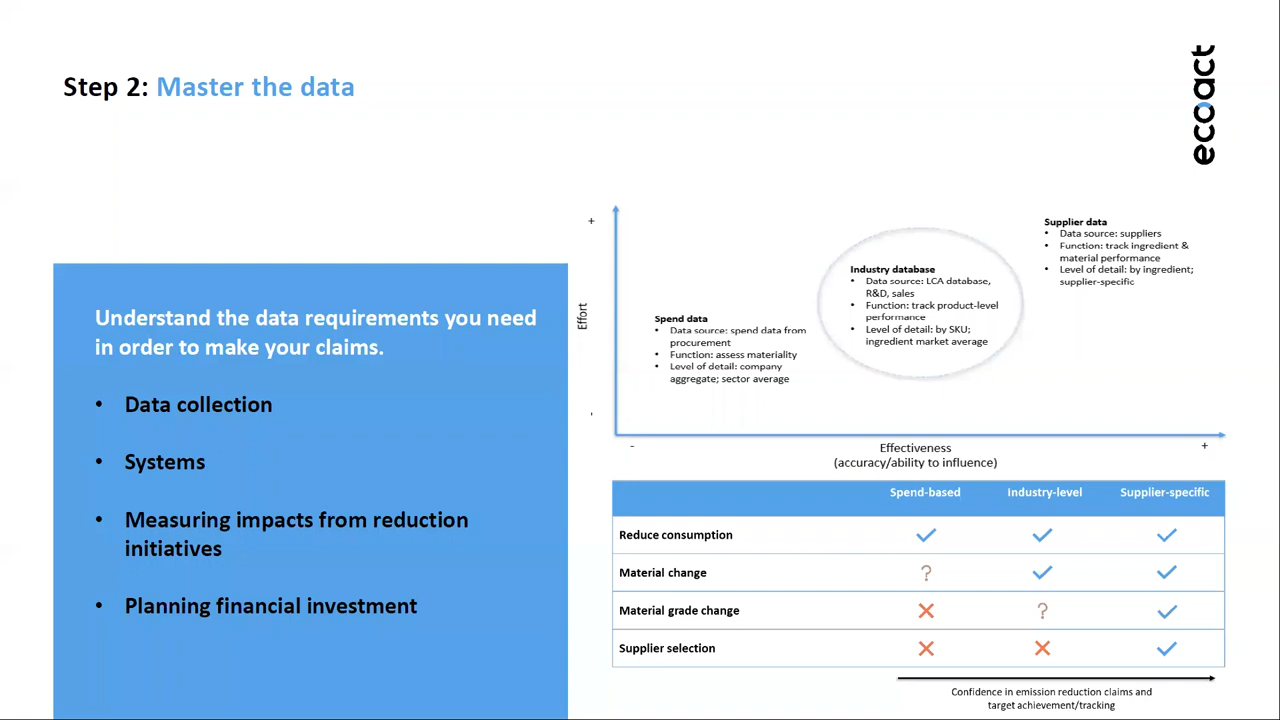 Step 2: Master the data
ecoact
Understand the data requirements you need
in order to make your claims.
• Data collection
• Systems
• Measuring impacts from reduction
initiatives
• Planning financial investment
+
Effort
-
Spend data
• Data source: spend data from
procurement
• Function: assess materiality
• Level of detail: company
aggregate; sector average
Industry database
• Data source: LCA database,
R&D, sales
• Function: track product-level
performance
• Level of detail: by SKU;
ingredient market average
Supplier data
• Data source: suppliers
• Function: track ingredient &
material performance
• Level of detail: by ingredient;
supplier-specific
- Effectiveness +
(accuracy/ability to influence)
Spend-based Industry-level Supplier-specific
Reduce consumption ✓ ✓ ✓
Material change ? ✓ ✓
Material grade change ✕ ? ✓
Supplier selection ✕ ✕ ✓
Confidence in emission reduction claims and
target achievement/tracking